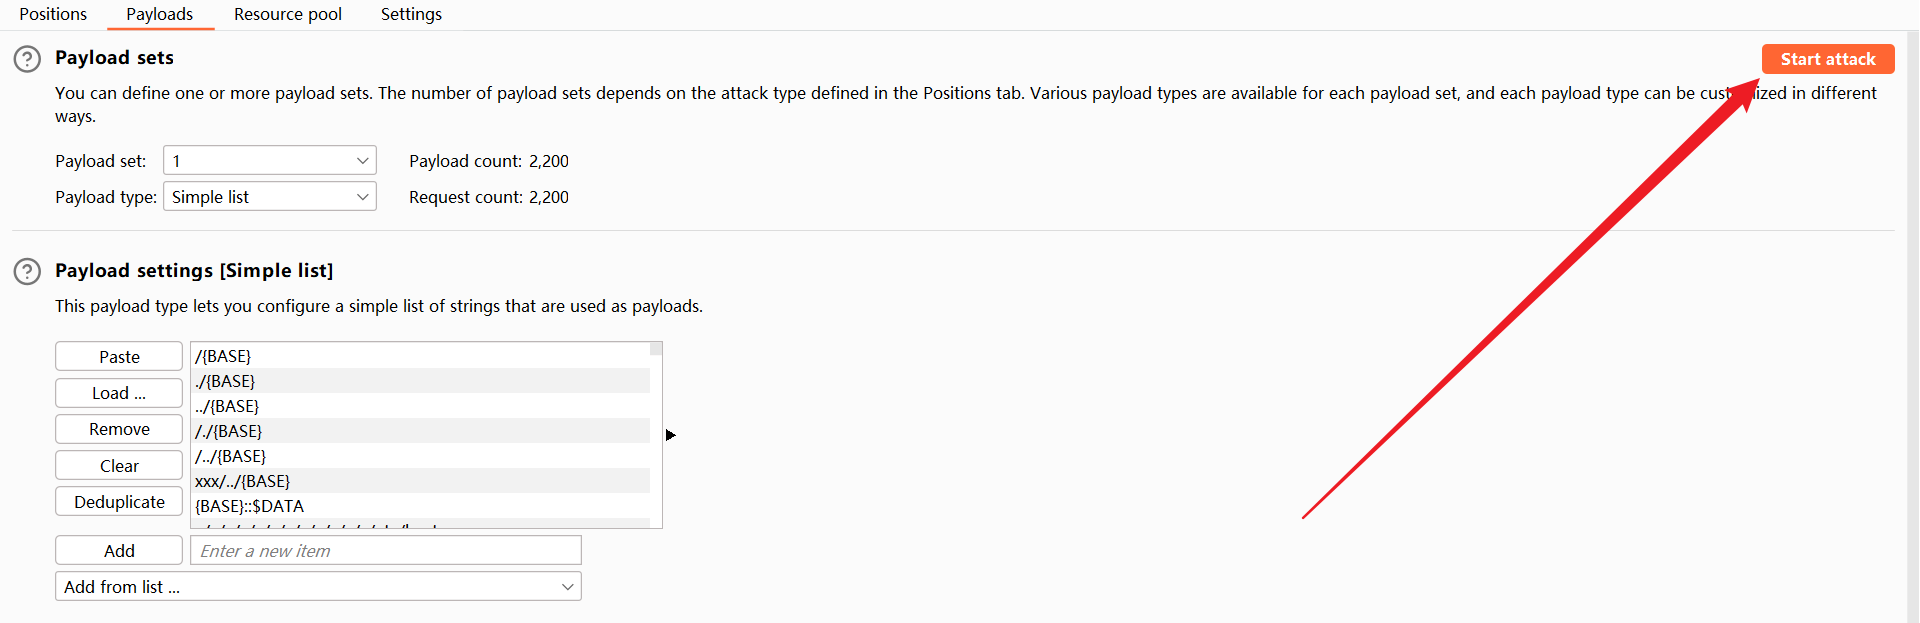 Positions Payloads Resource pool Settings
Payload sets
Start attack
You can define one or more payload sets. The number of payload sets depends on the attack type defined in the Positions tab. Various payload types are available for each payload set, and each payload type can be in different
ways.
Payload set: 1 Payload count: 2,200
Payload type: Simple list Request count: 2,200
Payload settings [Simple list]
This payload type lets you configure a simple list of strings that are used as payloads.
Paste
Load ...
Remove
Clear
Deduplicate
/{BASE}
./{BASE}
../{BASE}
/./{BASE}
/../{BASE}
xxx/../{BASE}
{BASE}::$DATA
Add Enter a new item
Add from list ...